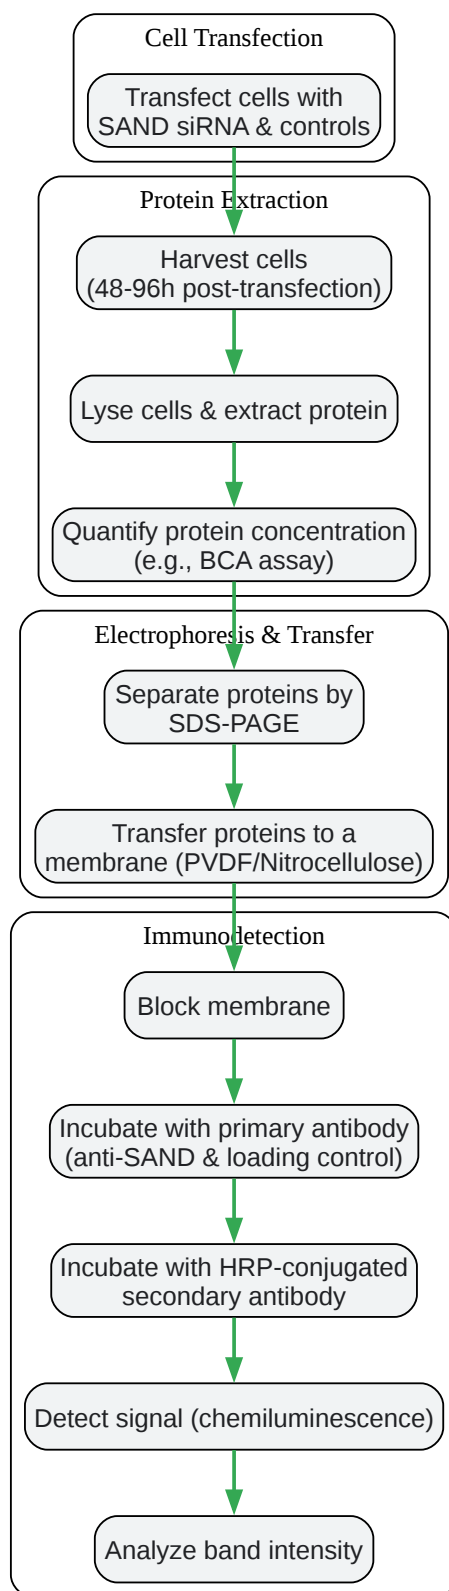 Cell Transfection
Transfect cells with
SAND siRNA & controls
Protein Extraction
Harvest cells
(48-96h post-transfection)
Lyse cells & extract protein
Quantify protein concentration
(e.g., BCA assay)
Electrophoresis & Transfer
Separate proteins by
SDS-PAGE
Transfer proteins to a
membrane (PVDF/Nitrocellulose)
Immunodetection
Block membrane
Incubate with primary antibody
(anti-SAND & loading control)
Incubate with HRP-conjugated
secondary antibody
Detect signal (chemiluminescence)
Analyze band intensity